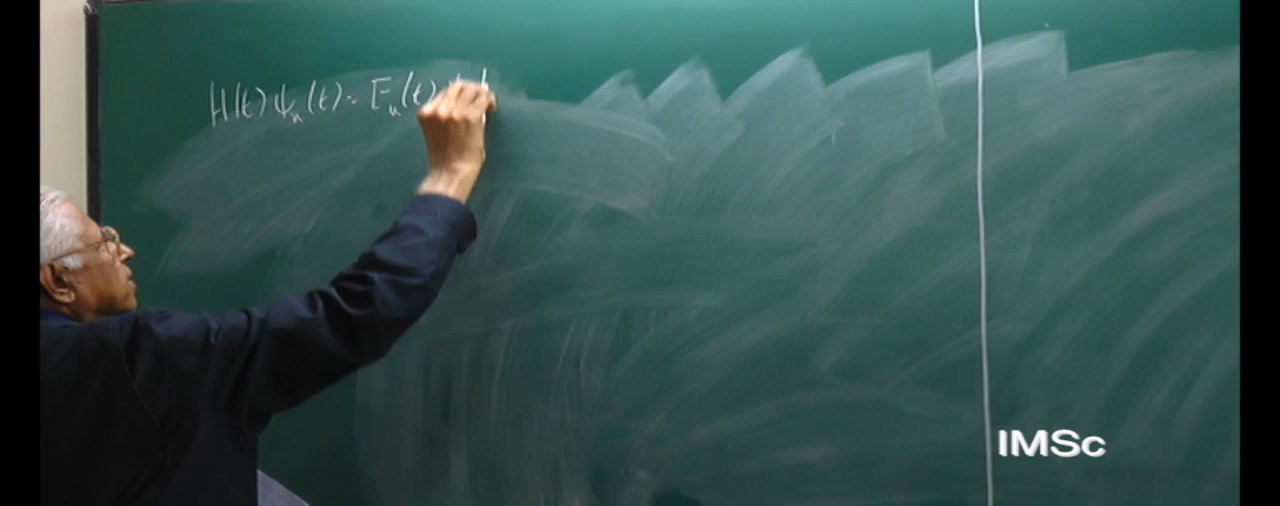 H(t) ψₙ(t) = Eₙ(t) ψ
IMSc